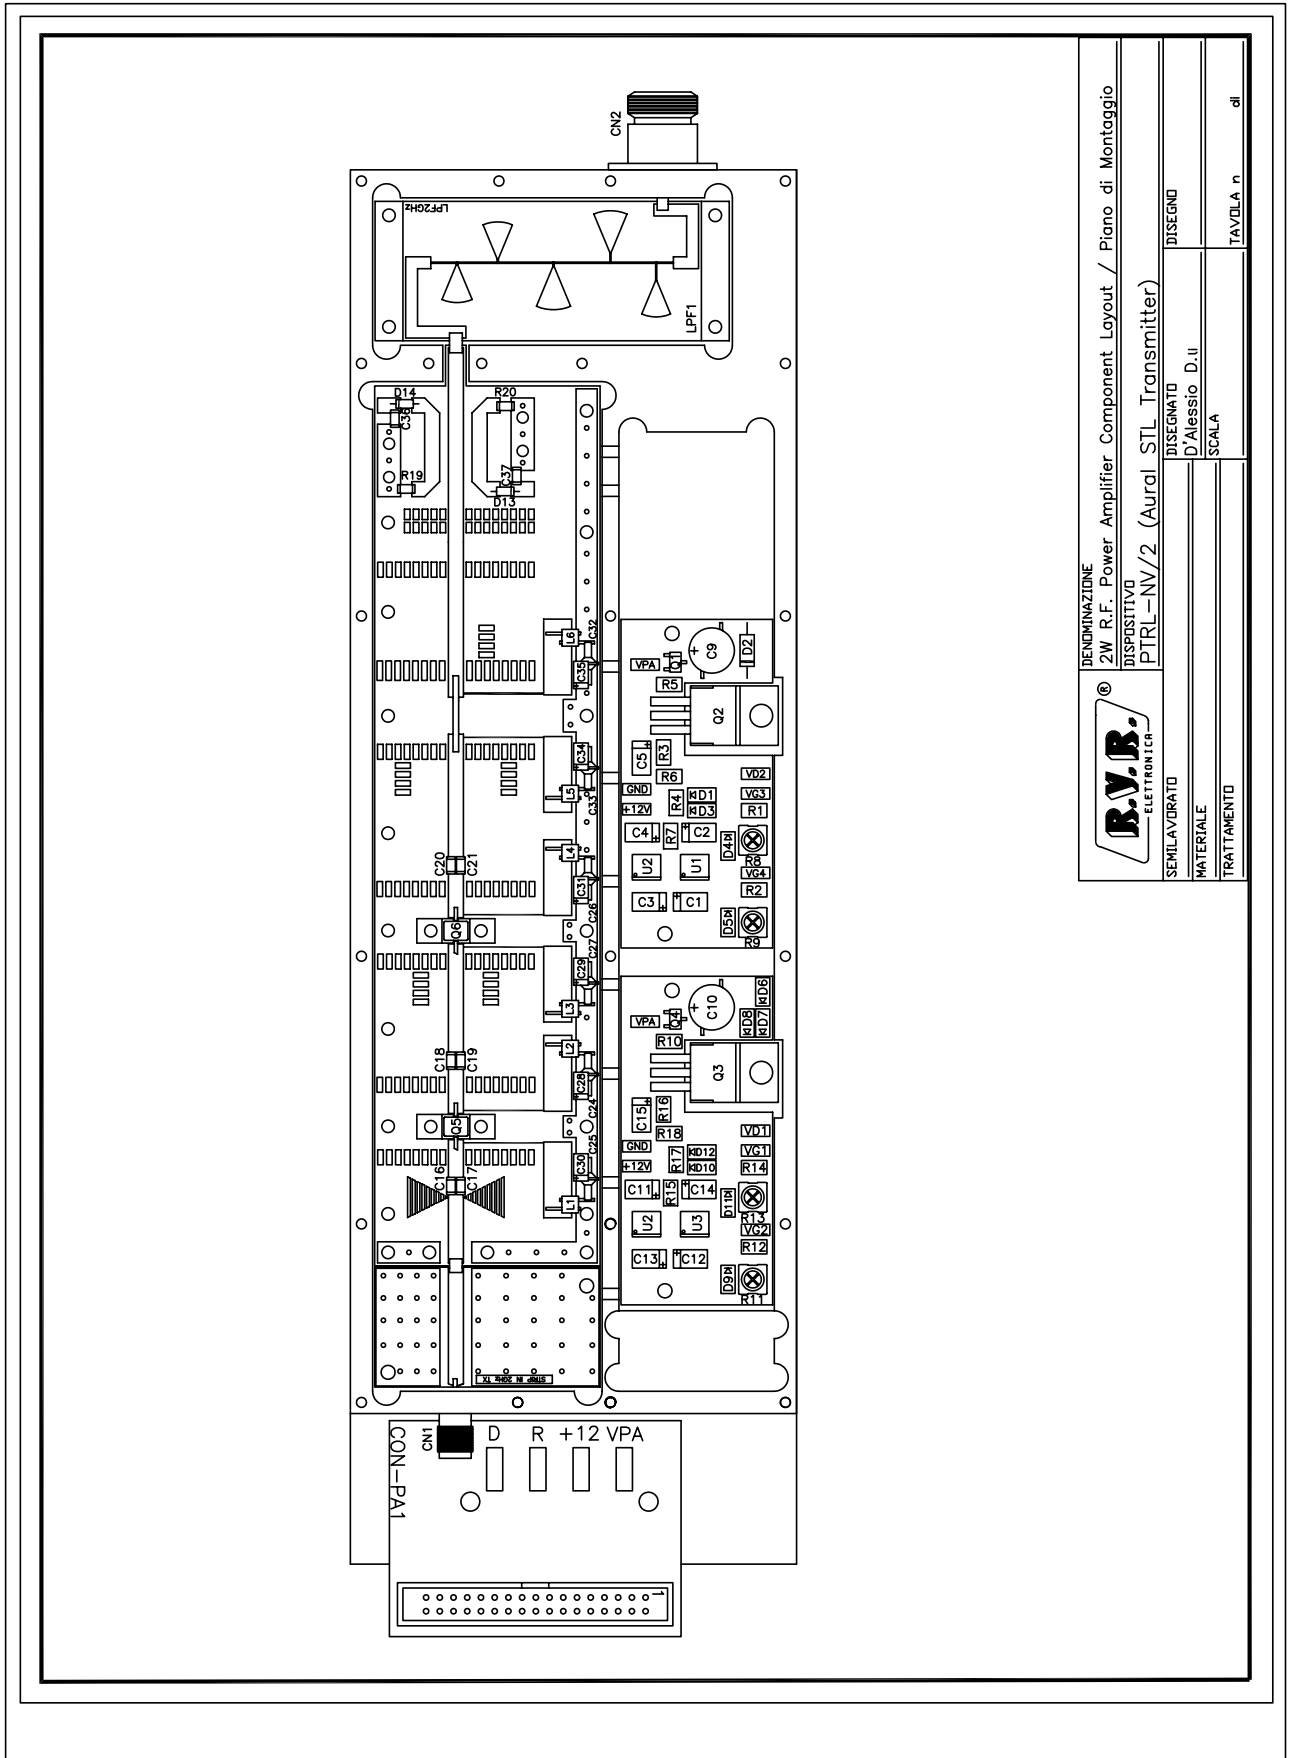 DENOMINAZIONE
2W R.F. Power Amplifier Component Layout / Piano di Montaggio
DISPOSITIVO
PTRL-NV/2 (Aural STL Transmitter)
R.V.R.
®
ELETTRONICA
SEMILAVORATO
MATERIALE
TRATTAMENTO
DISEGNATO
D'Alessio D.u
SCALA
DISEGNO
TAVOLA n di
CN2
LPF2GHz
LPF1
D14
C36
R19
R20
C37
D13
L6
C32
C35
C34
L5
C33
L4
C31
C26
C20
C21
Q6
C27
C29
L3
L2
C28
C24
C18
C19
Q5
C25
C30
L1
C16
C17
STRIP IN 2GHz TX
VPA
Q1
C9
D2
R5
Q2
C5
R3
R6
VD2
GND
R4
D1
VG3
+12V
D3
R1
C4
R7
C2
D4
R8
U2
U1
VG4
R2
C3
C1
D5
R9
VPA
Q4
C10
D6
D8
D7
R10
Q3
C15
R16
R18
VD1
GND
R17
D12
VG1
+12V
D10
R14
C11
R15
C14
D11
R13
U2
U3
VG2
R12
C13
C12
D9
R11
CN1
D R +12 VPA
CON-PA1
1